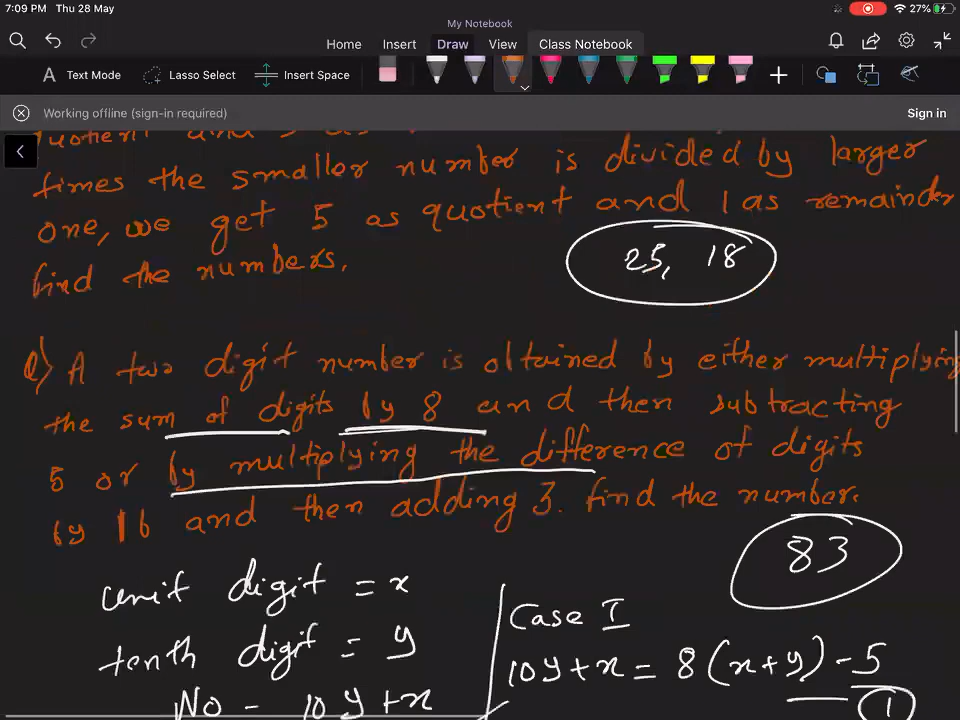 7:09 PM Thu 28 May
27%
My Notebook
Home Insert Draw View Class Notebook
Text Mode Lasso Select Insert Space
Working offline (sign-in required) Sign in
times the smaller number is divided by larger
one, we get 5 as quotient and 1 as remainder
find the numbers.
25, 18
Q) A two digit number is obtained by either multiplying
the sum of digits by 8 and then subtracting
5 or by multiplying the difference of digits
by 16 and then adding 3. find the number.
83
unit digit = x
tenth digit = y
No - 10y+x
Case I
10y+x = 8(x+y) -5
1